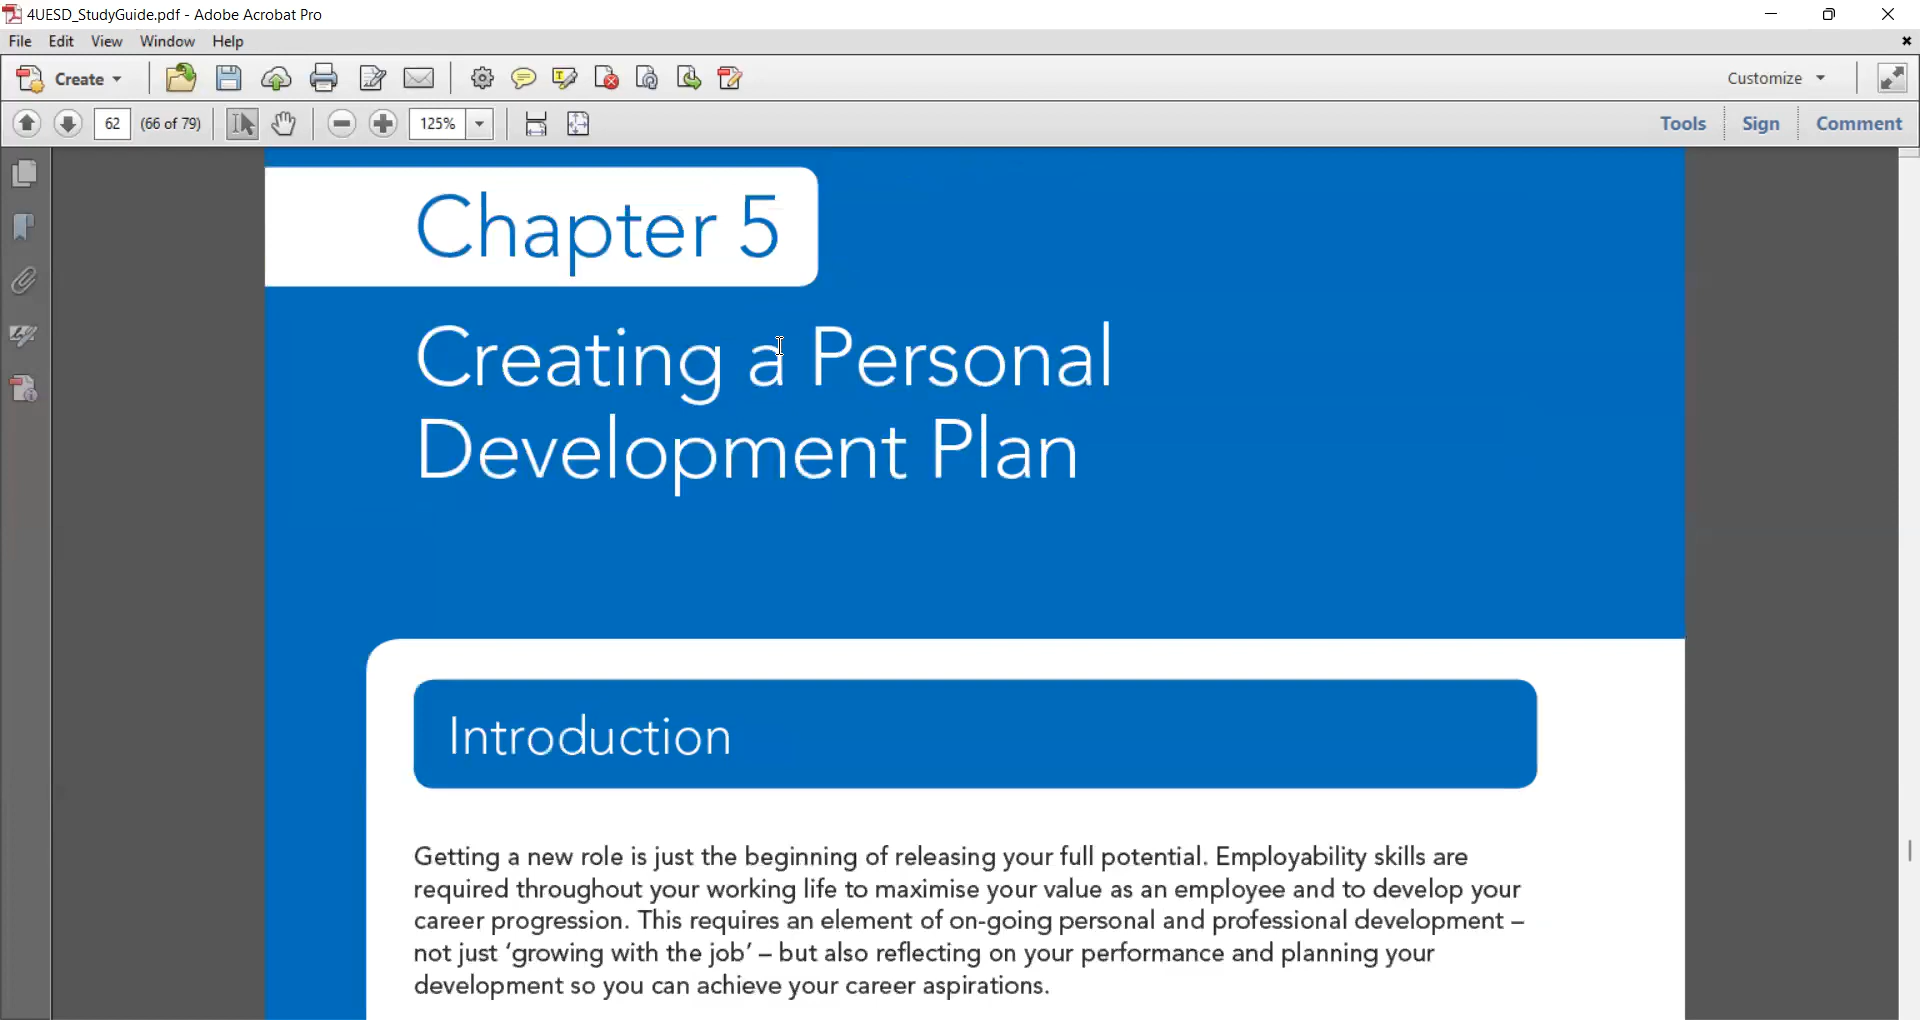 4UESD_StudyGuide.pdf - Adobe Acrobat Pro
File Edit View Window Help
Create
Customize
62 (66 of 79) 125% Tools Sign Comment
Chapter 5
Creating a Personal
Development Plan
Introduction
Getting a new role is just the beginning of releasing your full potential. Employability skills are
required throughout your working life to maximise your value as an employee and to develop your
career progression. This requires an element of on-going personal and professional development –
not just ‘growing with the job’ – but also reflecting on your performance and planning your
development so you can achieve your career aspirations.